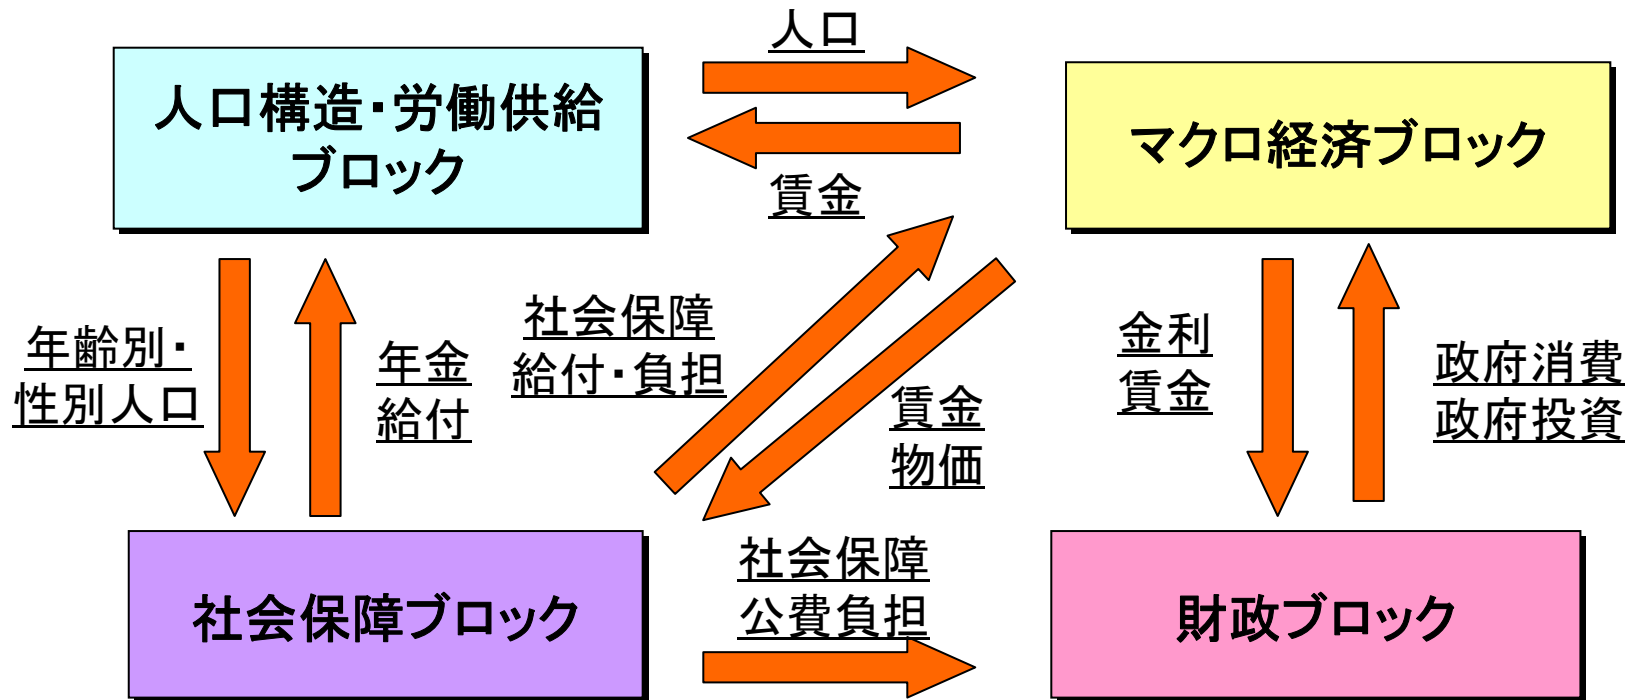 人口
人口構造・労働供給
ブロック
マクロ経済ブロック
賃金
年齢別・
性別人口
年金
給付
社会保障
給付・負担
賃金
物価
金利
賃金
政府消費
政府投資
社会保障
公費負担
社会保障ブロック
財政ブロック